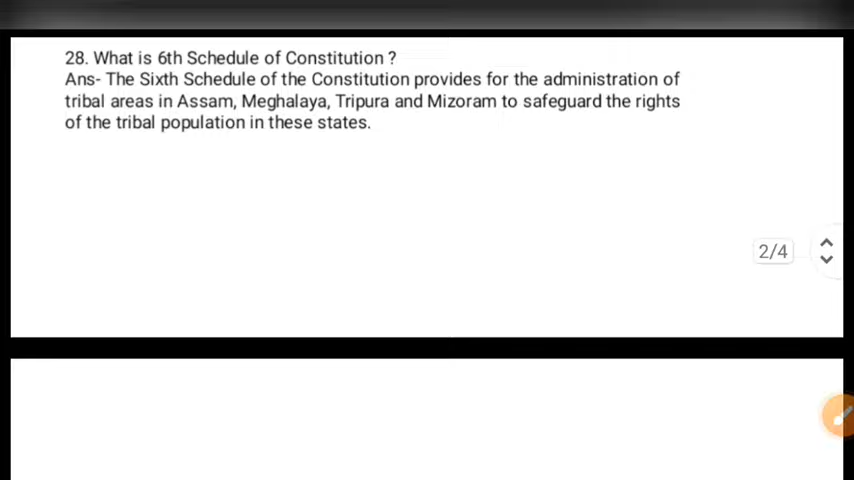 28. What is 6th Schedule of Constitution ?
Ans- The Sixth Schedule of the Constitution provides for the administration of
tribal areas in Assam, Meghalaya, Tripura and Mizoram to safeguard the rights
of the tribal population in these states.
2/4